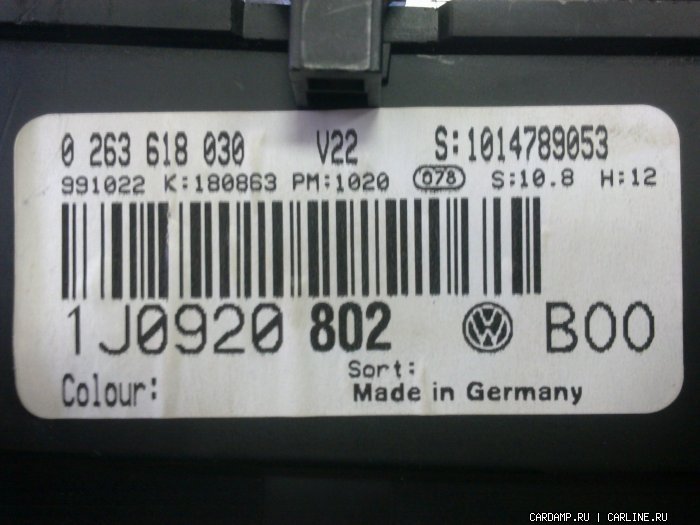 0 263 618 030 V22 S:1014789053
991022 K:180863 PM:1020 078 S:10.8 H:12
1J0920 802 B00
Sort:
Colour: Made in Germany
CARDAMP.RU | CARLINE.RU